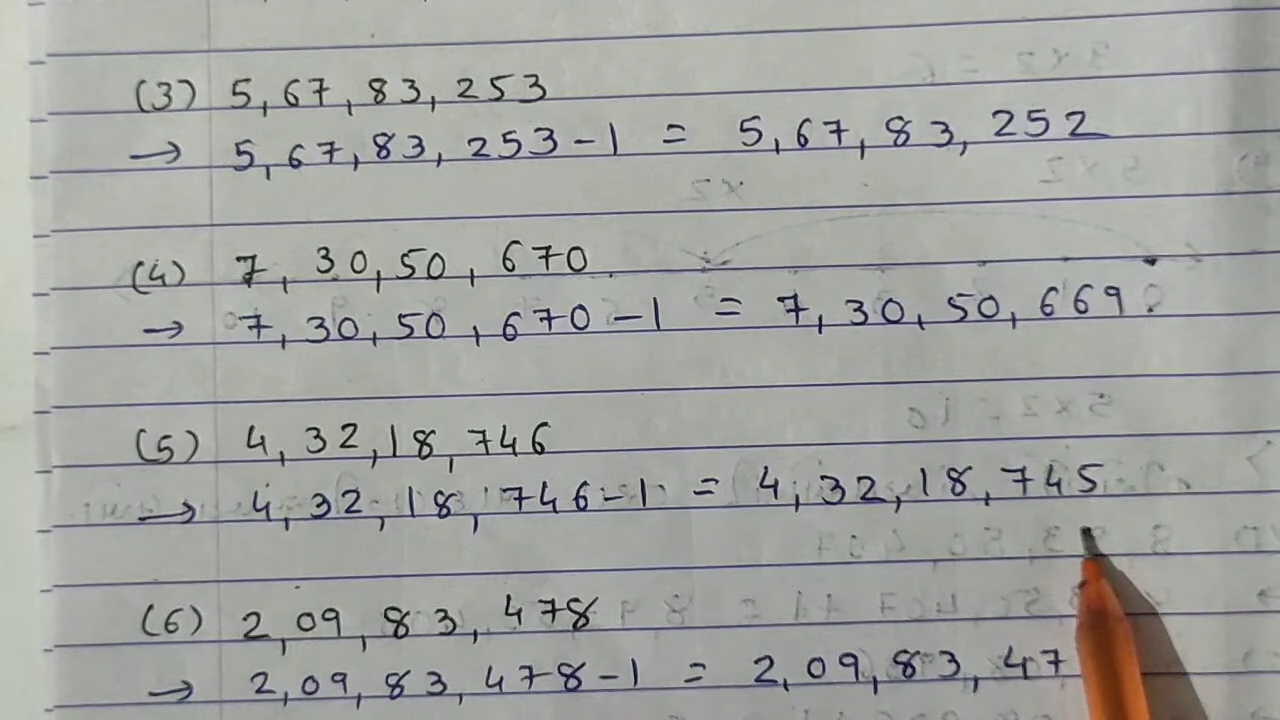 (3) 5,67,83,253
→ 5,67,83,253-1 = 5,67,83,252
(4) 7, 30,50, 670
→ 7,30,50,670-1 = 7,30,50,669
(5) 4,32,18,746
→ 4,32,18,746-1 = 4,32,18,745
(6) 2,09,83,478
→ 2,09,83,478-1 = 2,09,83,47